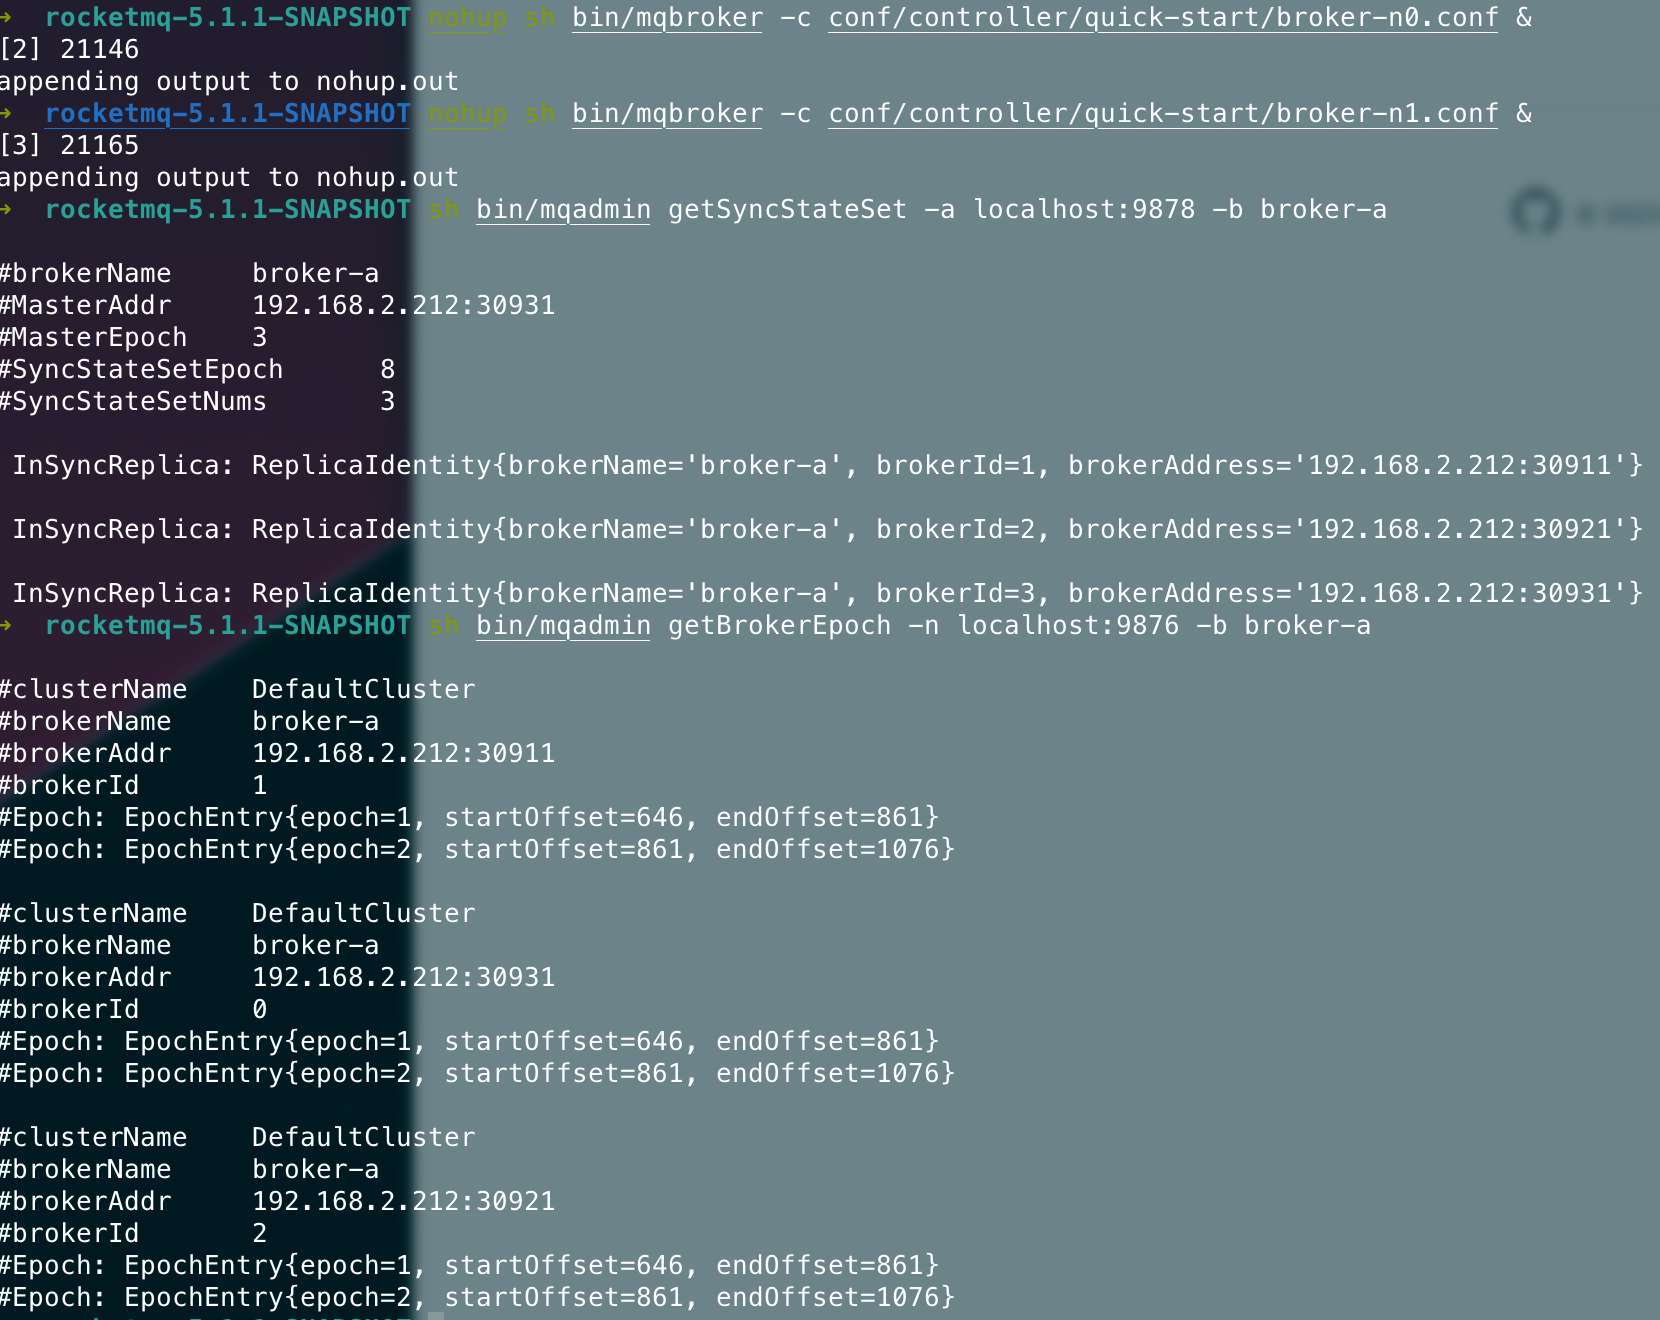 → rocketmq-5.1.1-SNAPSHOT nohup sh bin/mqbroker -c conf/controller/quick-start/broker-n0.conf &
[2] 21146
appending output to nohup.out
→ rocketmq-5.1.1-SNAPSHOT nohup sh bin/mqbroker -c conf/controller/quick-start/broker-n1.conf &
[3] 21165
appending output to nohup.out
→ rocketmq-5.1.1-SNAPSHOT sh bin/mqadmin getSyncStateSet -a localhost:9878 -b broker-a
#brokerName broker-a
#MasterAddr 192.168.2.212:30931
#MasterEpoch 3
#SyncStateSetEpoch 8
#SyncStateSetNums 3
InSyncReplica: ReplicaIdentity{brokerName='broker-a', brokerId=1, brokerAddress='192.168.2.212:30911'}
InSyncReplica: ReplicaIdentity{brokerName='broker-a', brokerId=2, brokerAddress='192.168.2.212:30921'}
InSyncReplica: ReplicaIdentity{brokerName='broker-a', brokerId=3, brokerAddress='192.168.2.212:30931'}
→ rocketmq-5.1.1-SNAPSHOT sh bin/mqadmin getBrokerEpoch -n localhost:9876 -b broker-a
#clusterName DefaultCluster
#brokerName broker-a
#brokerAddr 192.168.2.212:30911
#brokerId 1
#Epoch: EpochEntry{epoch=1, startOffset=646, endOffset=861}
#Epoch: EpochEntry{epoch=2, startOffset=861, endOffset=1076}
#clusterName DefaultCluster
#brokerName broker-a
#brokerAddr 192.168.2.212:30931
#brokerId 0
#Epoch: EpochEntry{epoch=1, startOffset=646, endOffset=861}
#Epoch: EpochEntry{epoch=2, startOffset=861, endOffset=1076}
#clusterName DefaultCluster
#brokerName broker-a
#brokerAddr 192.168.2.212:30921
#brokerId 2
#Epoch: EpochEntry{epoch=1, startOffset=646, endOffset=861}
#Epoch: EpochEntry{epoch=2, startOffset=861, endOffset=1076}